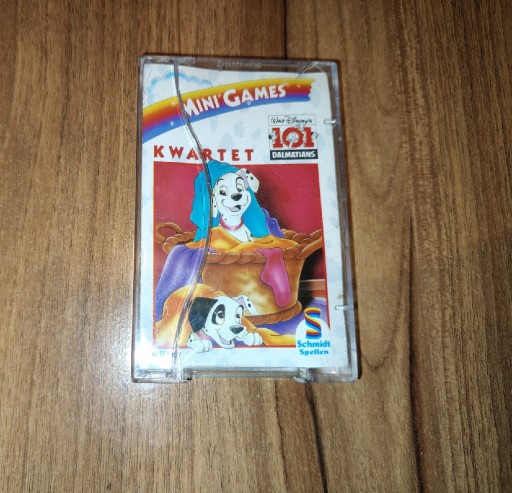 MINI GAMES
Walt Disney's
101
DALMATIANS
KWARTET
Schmidt
Spellen